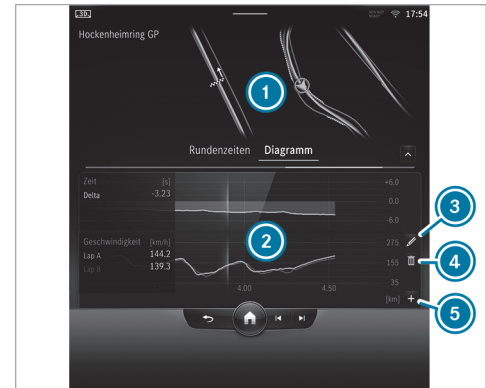 3D
17:54
Hockenheimring GP
1
Rundenzeiten Diagramm
Zeit [s]
Delta -3.23
+6.0
0.0
-6.0
2
3
Geschwindigkeit [km/h]
Lap A 144.2
Lap B 139.3
275
155
35
4
4.00 4.50
[km]
5